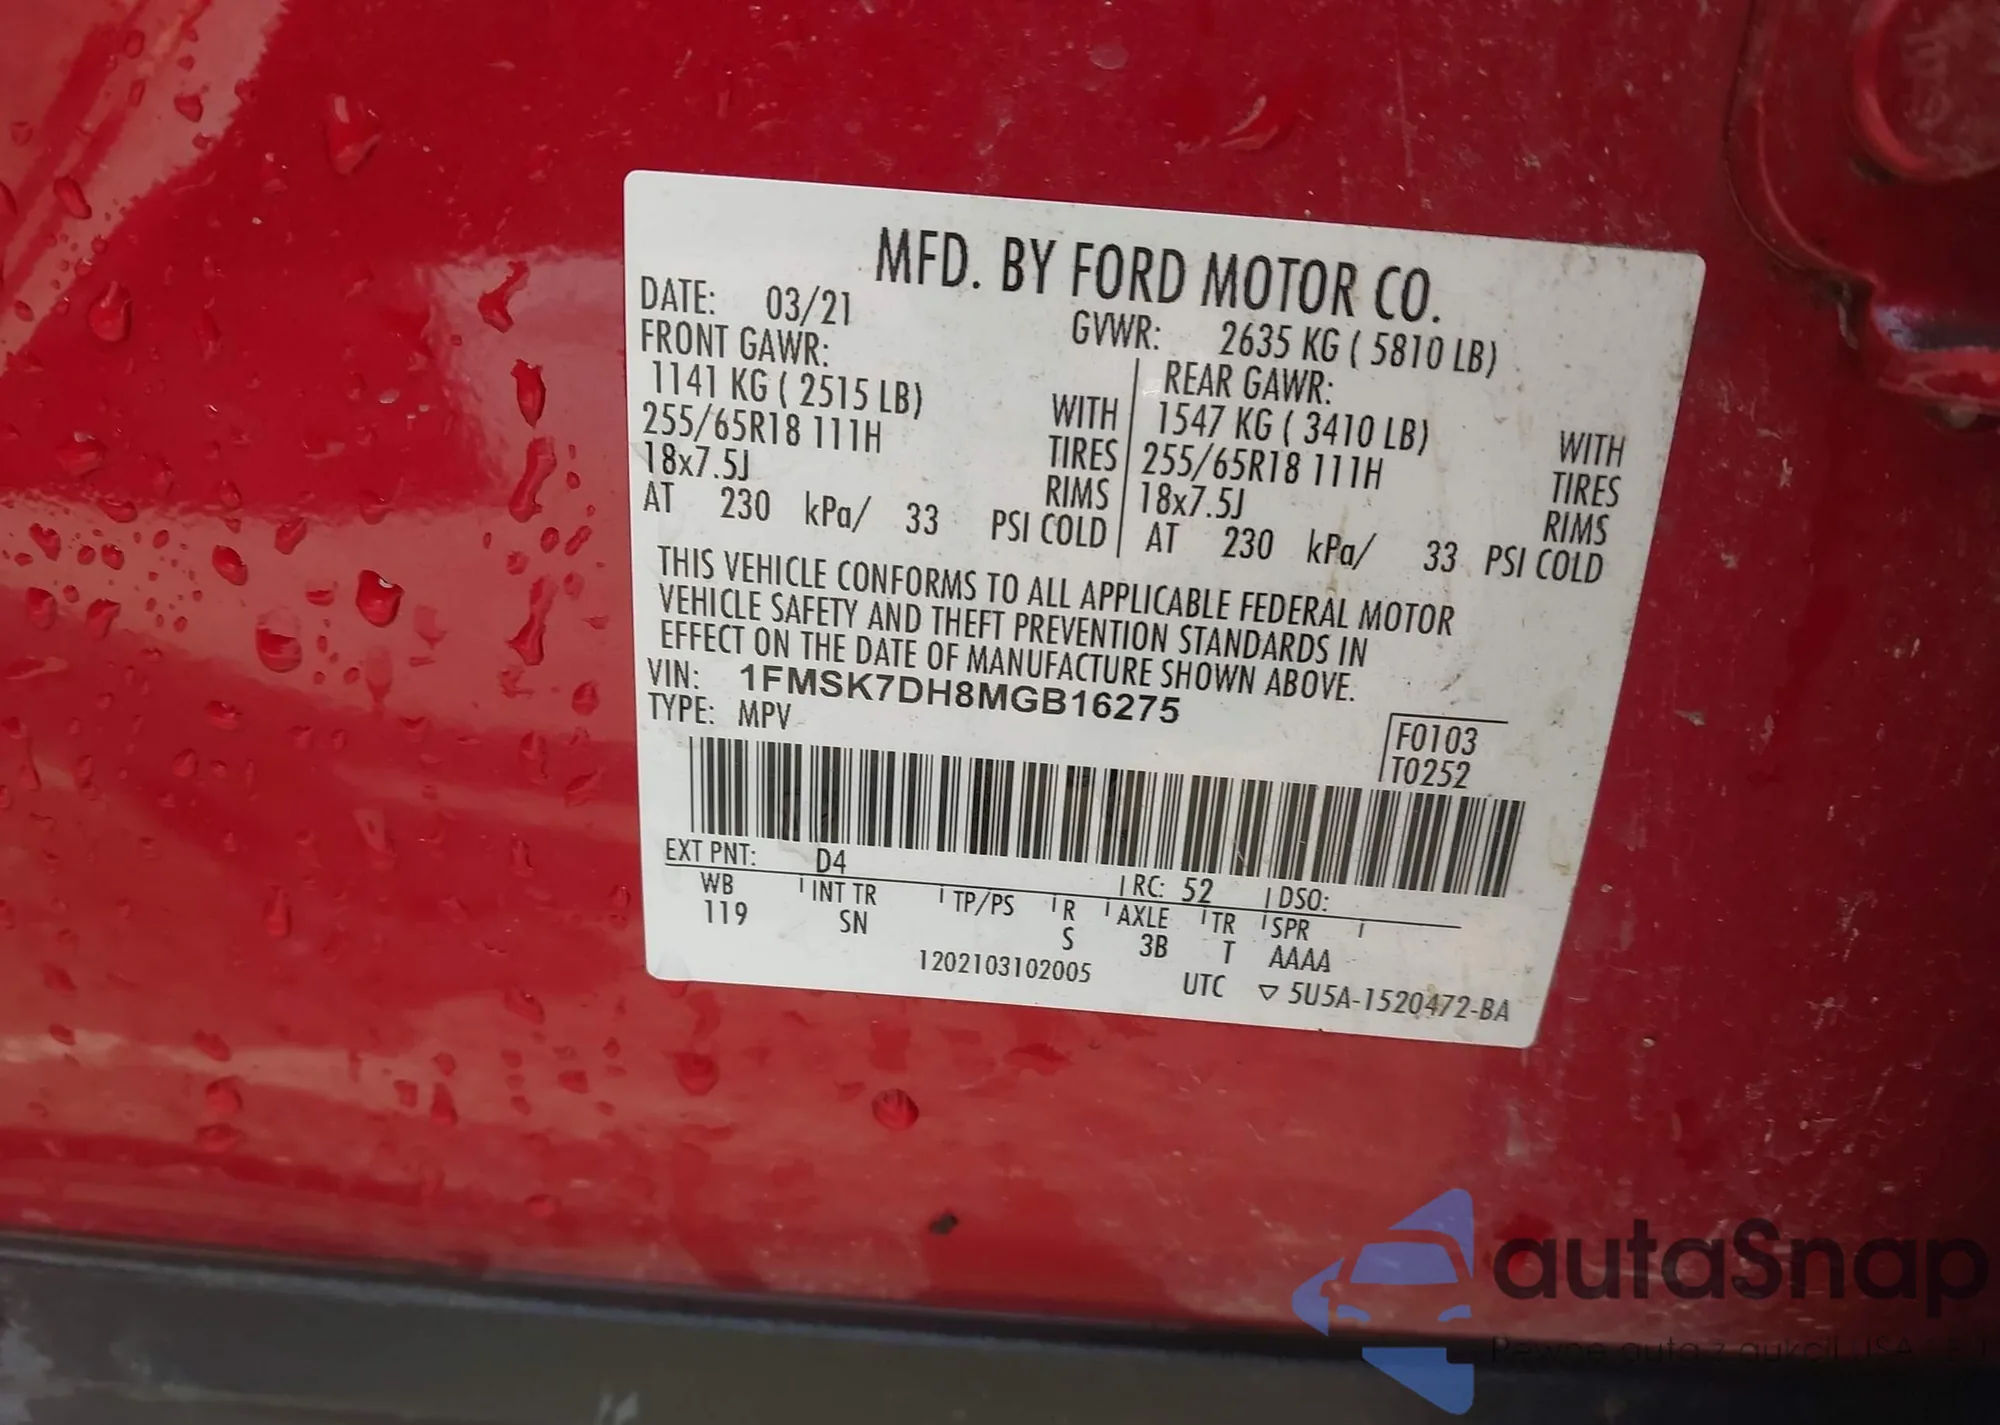 MFD. BY FORD MOTOR CO.
DATE: 03/21 GVWR: 2635 KG ( 5810 LB)
FRONT GAWR: REAR GAWR:
1141 KG ( 2515 LB) WITH 1547 KG ( 3410 LB) WITH
255/65R18 111H TIRES 255/65R18 111H TIRES
18x7.5J RIMS 18x7.5J RIMS
AT 230 kPa/ 33 PSI COLD AT 230 kPa/ 33 PSI COLD
THIS VEHICLE CONFORMS TO ALL APPLICABLE FEDERAL MOTOR
VEHICLE SAFETY AND THEFT PREVENTION STANDARDS IN
EFFECT ON THE DATE OF MANUFACTURE SHOWN ABOVE.
VIN: 1FMSK7DH8MGB16275
TYPE: MPV
F0103
T0252
EXT PNT: D4 RC: 52 DSO:
WB INT TR TP/PS R AXLE TR SPR
119 SN S 3B T AAAA
1202103102005 UTC ▽ 5U5A-1520472-BA
autaSnap
Pewne auta z aukcji USA